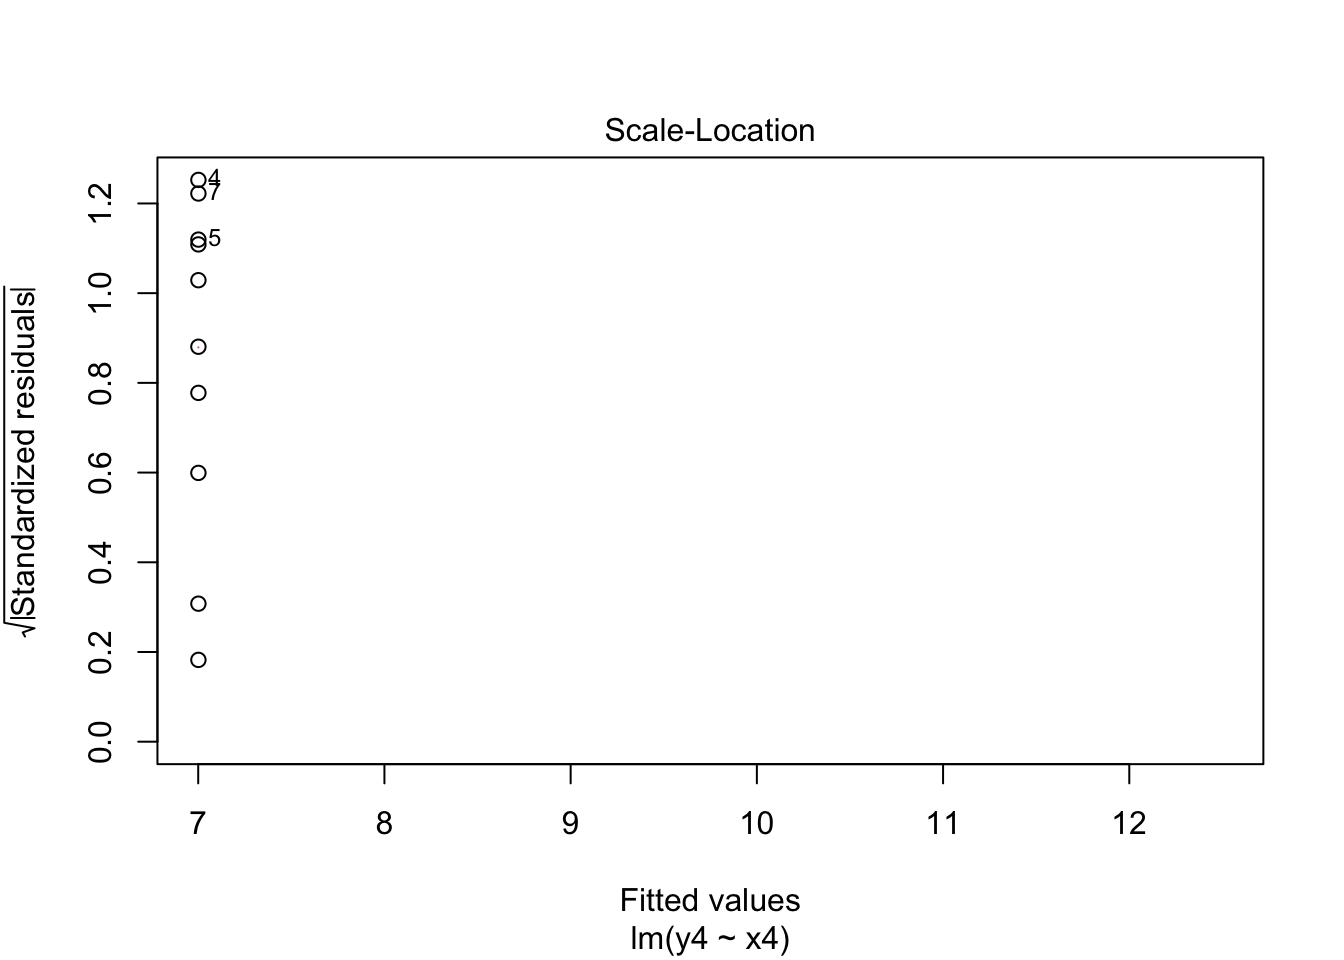 Scale-Location
√|Standardized residuals|
1.2
1.0
0.8
0.6
0.4
0.2
0.0
4
7
5
7 8 9 10 11 12
Fitted values
lm(y4 ~ x4)